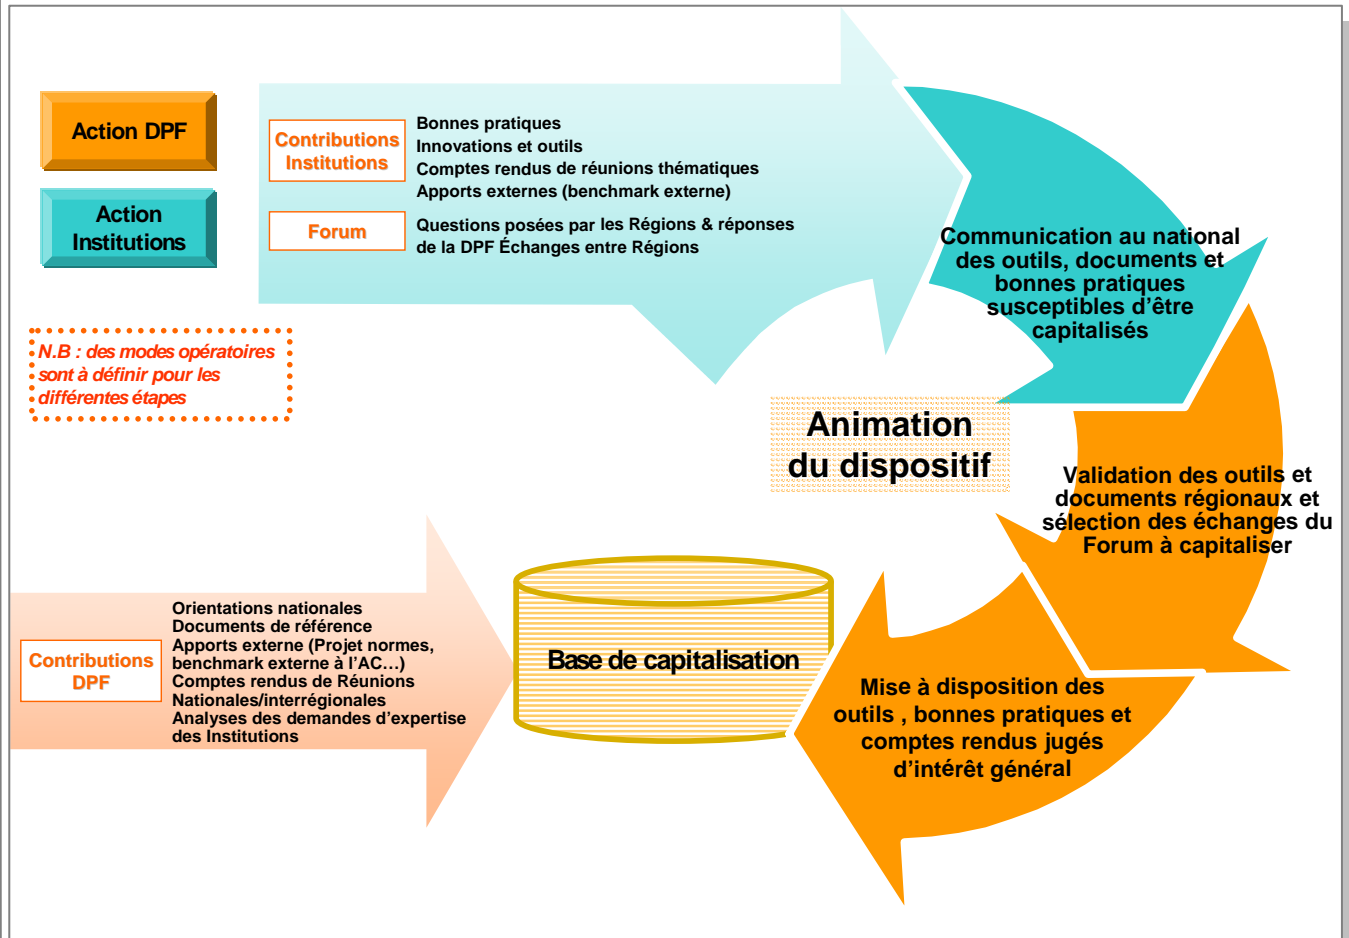 Action DPF
Action
Institutions
Contributions
Institutions
Bonnes pratiques
Innovations et outils
Comptes rendus de réunions thématiques
Apports externes (benchmark externe)
Forum
Questions posées par les Régions & réponses
de la DPF Échanges entre Régions
N.B : des modes opératoires
sont à définir pour les
différentes étapes
Communication au national
des outils, documents et
bonnes pratiques
susceptibles d’être
capitalisés
Animation
du dispositif
Validation des outils et
documents régionaux et
sélection des échanges du
Forum à capitaliser
Contributions
DPF
Orientations nationales
Documents de référence
Apports externe (Projet normes,
benchmark externe à l’AC…)
Comptes rendus de Réunions
Nationales/interrégionales
Analyses des demandes d’expertise
des Institutions
Base de capitalisation
Mise à disposition des
outils , bonnes pratiques et
comptes rendus jugés
d’intérêt général